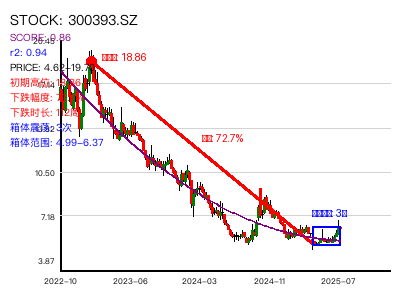 STOCK: 300393.SZ
SCORE: 0.86
r2: 0.94
PRICE: 4.62-19.7
初期高位:
下跌幅度:
下跌时长:
箱体震荡: 3次
箱体范围: 4.99-6.37
18.86
72.7%
3
10.50
7.18
3.87
2022-10
2023-06
2024-03
2024-11
2025-07